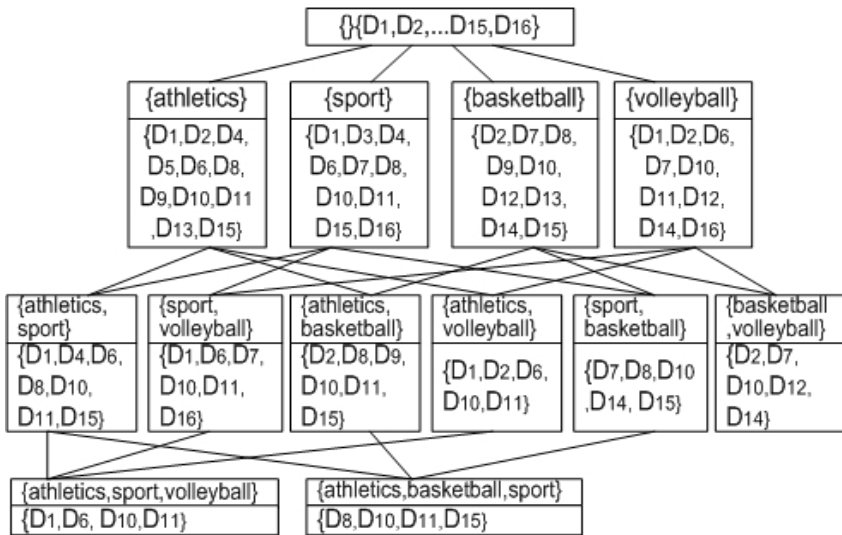 {}{D1,D2,...D15,D16}
{athletics}
{D1,D2,D4,
D5,D6,D8,
D9,D10,D11
,D13,D15}
{sport}
{D1,D3,D4,
D6,D7,D8,
D10,D11,
D15,D16}
{basketball}
{D2,D7,D8,
D9,D10,
D12,D13,
D14,D15}
{volleyball}
{D1,D2,D6,
D7,D10,
D11,D12,
D14,D16}
{athletics,
sport}
{D1,D4,D6,
D8,D10,
D11,D15}
{sport,
volleyball}
{D1,D6,D7,
D10,D11,
D16}
{athletics,
basketball}
{D2,D8,D9,
D10,D11,
D15}
{athletics,
volleyball}
{D1,D2,D6,
D10,D11}
{sport,
basketball}
{D7,D8,D10
,D14, D15}
{basketball
,volleyball}
{D2,D7,
D10,D12,
D14}
{athletics,sport,volleyball}
{D1,D6, D10,D11}
{athletics,basketball,sport}
{D8,D10,D11,D15}